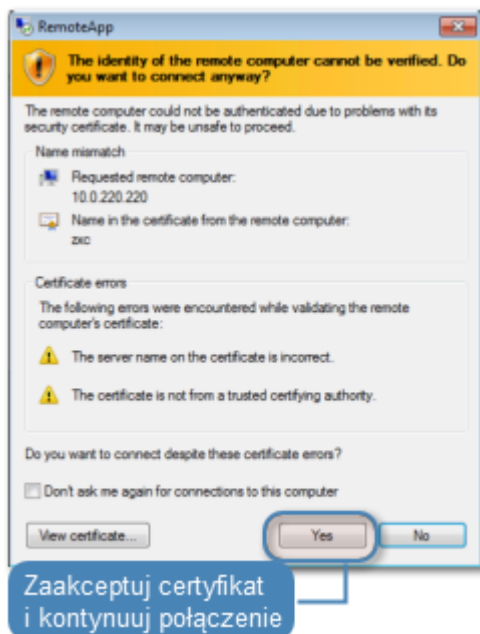 RemoteApp
The identity of the remote computer cannot be verified. Do
you want to connect anyway?
The remote computer could not be authenticated due to problems with its
security certificate. It may be unsafe to proceed.
Name mismatch
Requested remote computer:
10.0.220.220
Name in the certificate from the remote computer:
zxc
Certificate errors
The following errors were encountered while validating the remote
computer's certificate:
The server name on the certificate is incorrect.
The certificate is not from a trusted certifying authority.
Do you want to connect despite these certificate errors?
Don't ask me again for connections to this computer
View certificate...
Yes
No
Zaakceptuj certyfikat
i kontynuuj połączenie